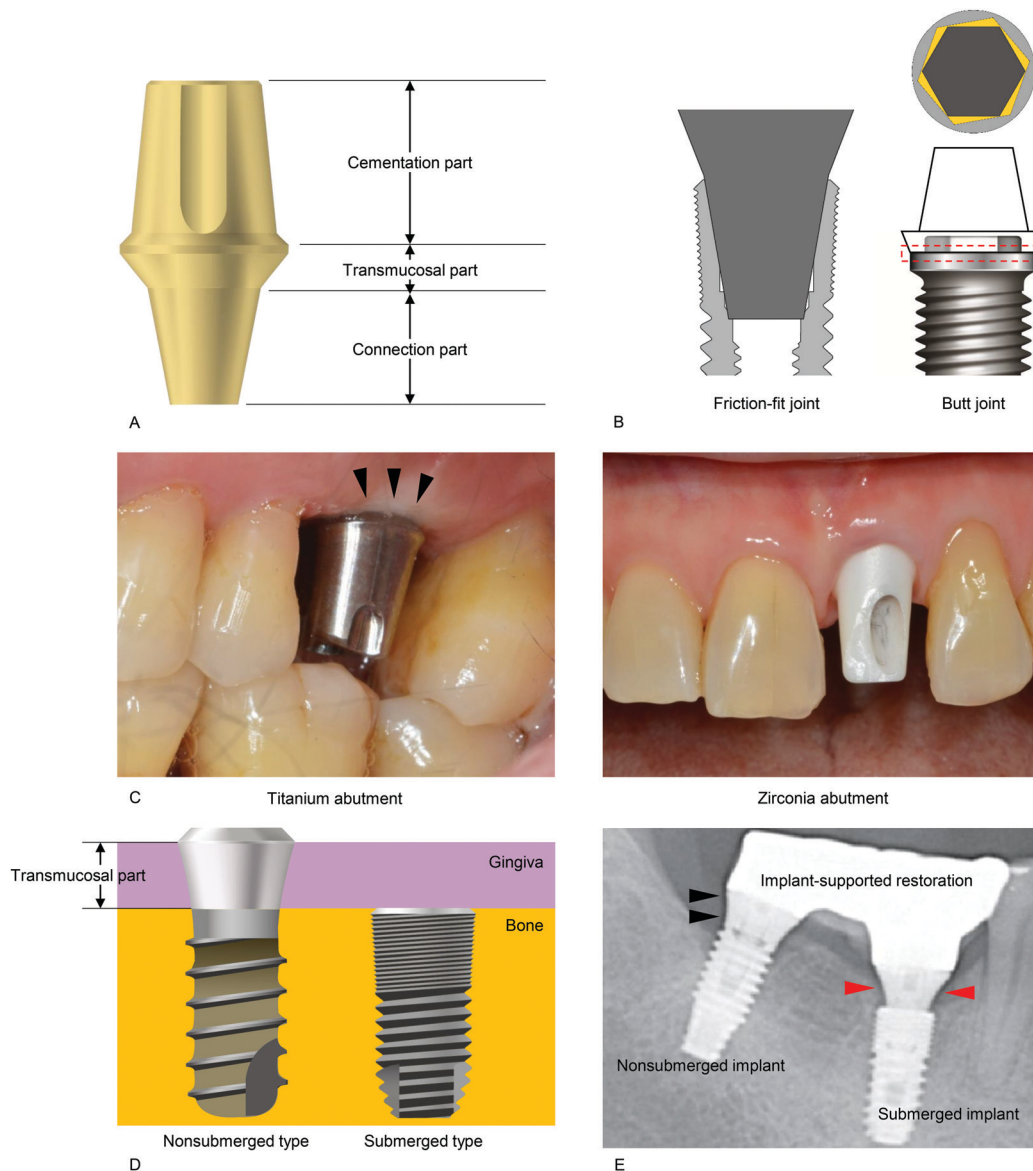 Cementation part
Transmucosal part
Connection part
A
Friction-fit joint
Butt joint
B
C
Titanium abutment
Zirconia abutment
Transmucosal part
Gingiva
Bone
Nonsubmerged type
Submerged type
D
Implant-supported restoration
Nonsubmerged implant
Submerged implant
E